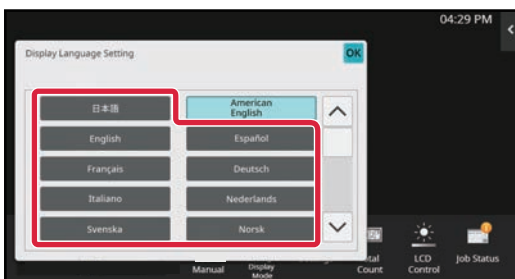 04:29 PM
Display Language Setting
OK
日本語
American
English
English
Español
Français
Deutsch
Italiano
Nederlands
Svenska
Norsk
Manual
Display
Mode
Count
LCD
Control
Job Status